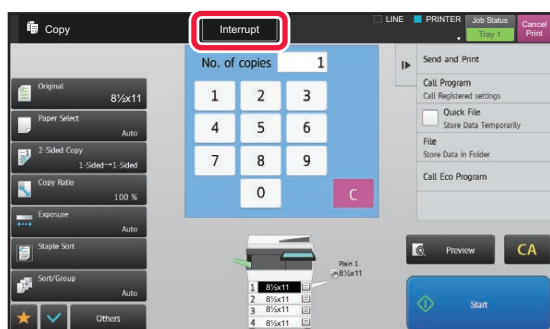 Copy
Interrupt
LINE
PRINTER
Job Status
Tray 1
Cancel
Print
Original
8½x11
Paper Select
Auto
2-Sided Copy
1-Sided→1-Sided
Copy Ratio
100 %
Exposure
Auto
Staple Sort
Sort/Group
Auto
Others
No. of copies 1
1 2 3
4 5 6
7 8 9
0 C
Plain 1
8½x11
1 8½x11
2 8½x11
3 8½x11
4 8½x11
Send and Print
Call Program
Call Registered settings
Quick File
Store Data Temporarily
File
Store Data in Folder
Call Eco Program
Preview
CA
Start